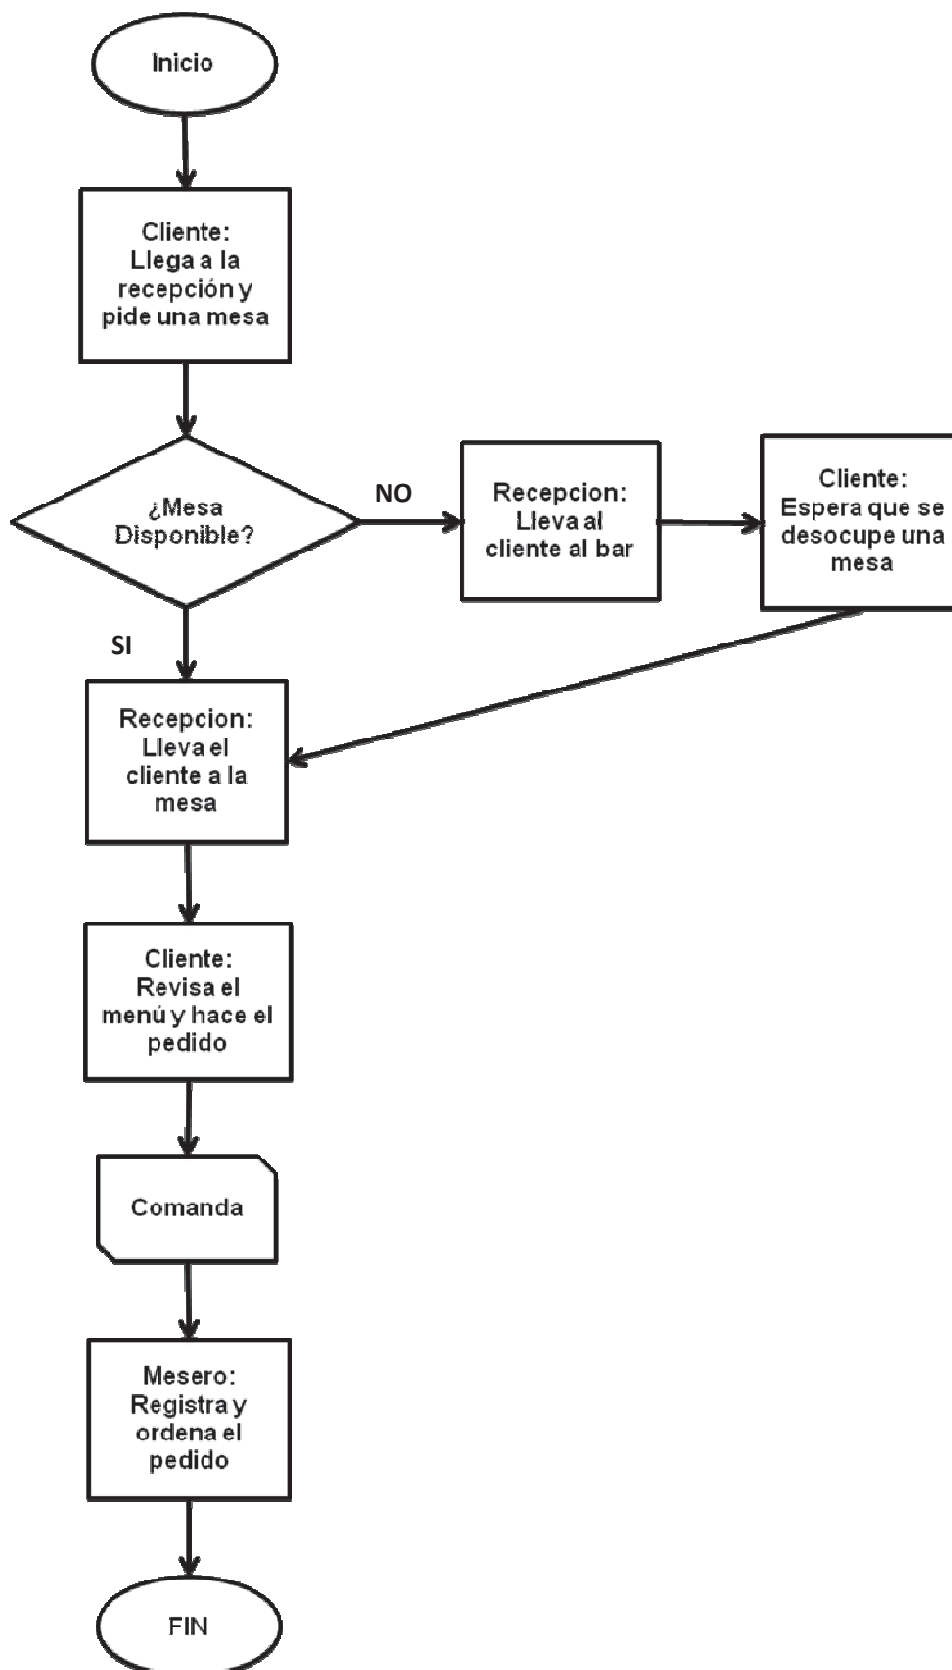 Inicio
Cliente:
Llega a la
recepción y
pide una mesa
¿Mesa
Disponible?
NO
Recepcion:
Lleva al
cliente al bar
Cliente:
Espera que se
desocupe una
mesa
SI
Recepcion:
Lleva el
cliente a la
mesa
Cliente:
Revisa el
menú y hace el
pedido
Comanda
Mesero:
Registra y
ordena el
pedido
FIN